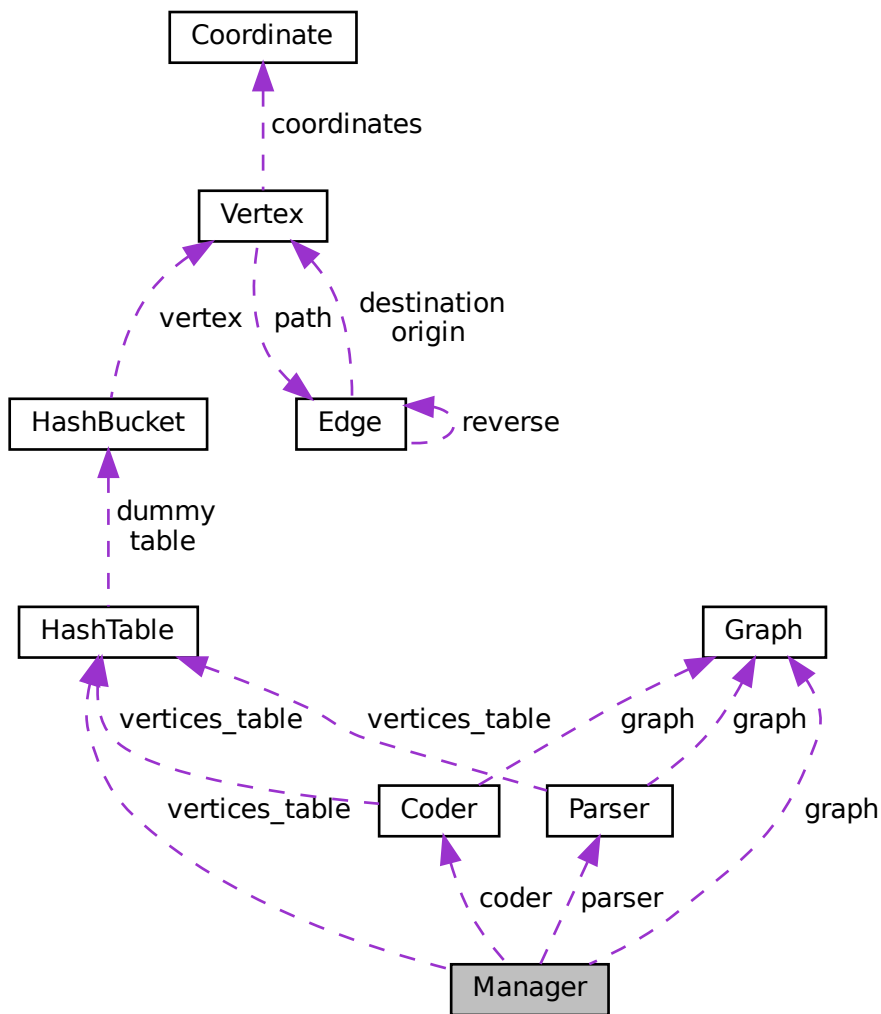 Coordinate
coordinates
Vertex
vertex
path
destination
origin
HashBucket
Edge
reverse
dummy
table
HashTable
Graph
vertices_table
vertices_table
graph
graph
vertices_table
Coder
Parser
graph
coder
parser
Manager